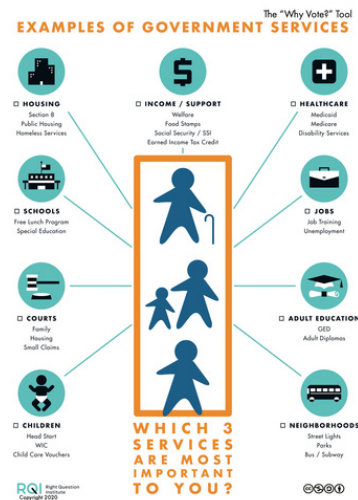 The "Why Vote?" Tool
EXAMPLES OF GOVERNMENT SERVICES
HOUSING
Section 8
Public Housing
Homeless Services
INCOME / SUPPORT
Welfare
Food Stamps
Social Security / SSI
Earned Income Tax Credit
HEALTHCARE
Medicaid
Medicare
Disability Services
SCHOOLS
Free Lunch Program
Special Education
JOBS
Job Training
Unemployment
COURTS
Family
Housing
Small Claims
ADULT EDUCATION
GED
Adult Diplomas
CHILDREN
Head Start
WIC
Child Care Vouchers
NEIGHBORHOODS
Street Lights
Parks
Bus / Subway
WHICH 3
SERVICES
ARE MOST
IMPORTANT
TO YOU?
RQI Right Question
Institute
Copyright 2020